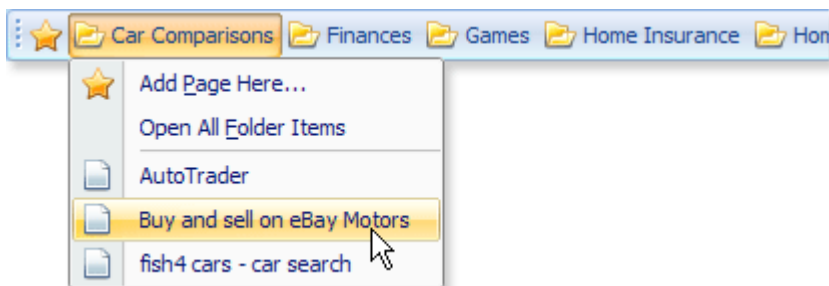 Car Comparisons Finances Games Home Insurance Hom
Add Page Here...
Open All Folder Items
AutoTrader
Buy and sell on eBay Motors
fish4 cars - car search